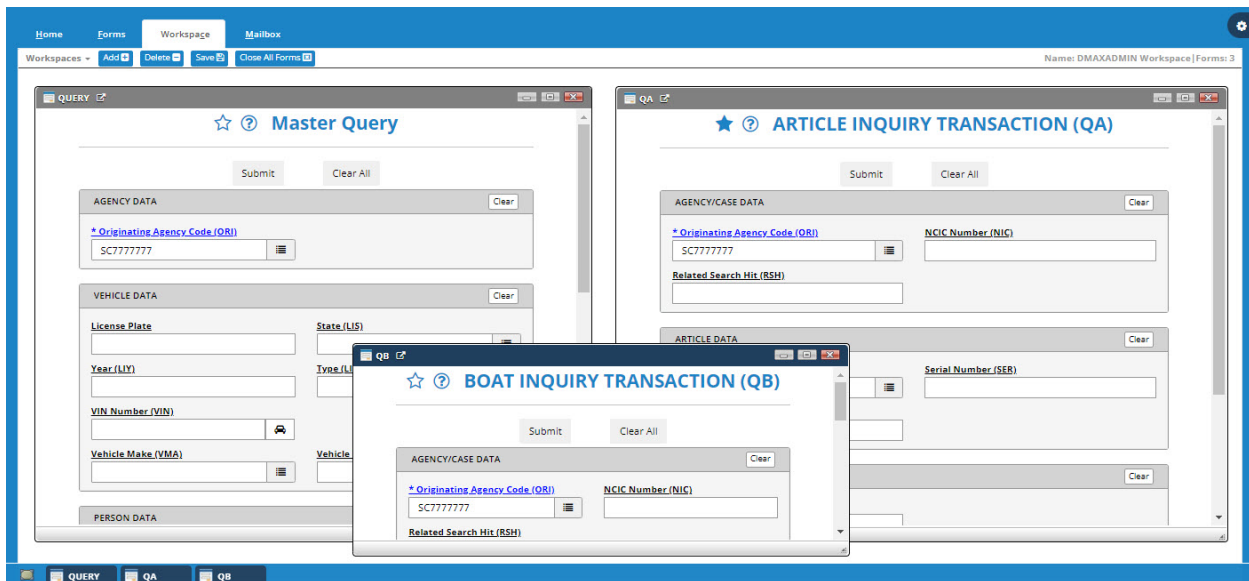 Home Forms Workspace Mailbox
Workspaces Add Delete Save Close All Forms Name: DMAXADMIN Workspace|Forms: 3
QUERY
Master Query
Submit Clear All
AGENCY DATA Clear
* Originating Agency Code (ORI)
SC7777777
VEHICLE DATA Clear
License Plate State (LIS)
Year (LIY)
VIN Number (VIN)
Vehicle Make (VMA) Vehicle
PERSON DATA
QA
ARTICLE INQUIRY TRANSACTION (QA)
Submit Clear All
AGENCY/CASE DATA Clear
* Originating Agency Code (ORI) NCIC Number (NIC)
SC7777777
Related Search Hit (RSH)
ARTICLE DATA Clear
Serial Number (SER)
Clear
QB
BOAT INQUIRY TRANSACTION (QB)
Submit Clear All
AGENCY/CASE DATA Clear
* Originating Agency Code (ORI) NCIC Number (NIC)
SC7777777
Related Search Hit (RSH)
QUERY QA QB